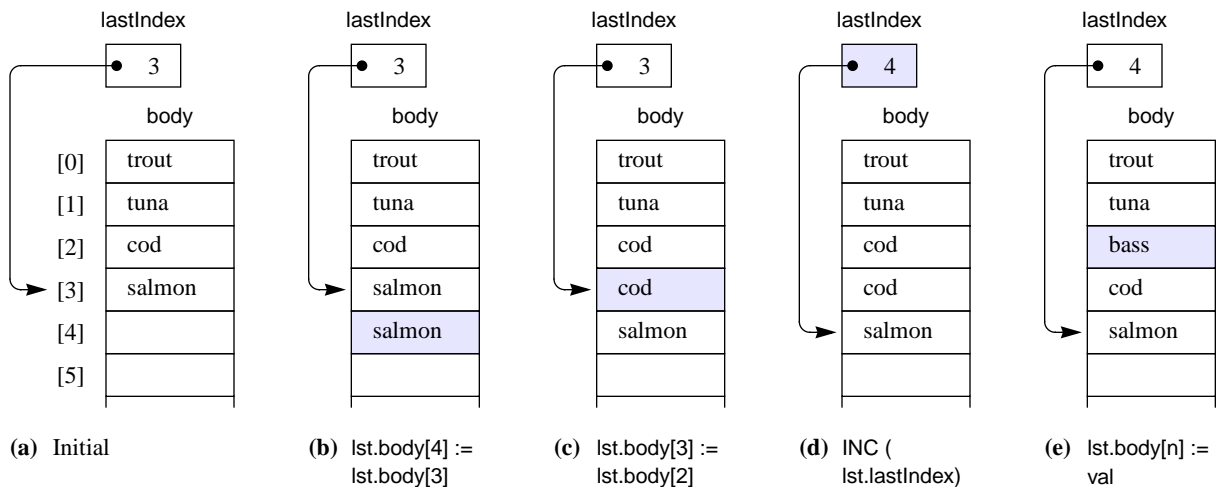 lastIndex lastIndex lastIndex lastIndex lastIndex
3 3 3 4 4
body body body body body
[0] trout trout trout trout trout
[1] tuna tuna tuna tuna tuna
[2] cod cod cod cod bass
[3] salmon salmon cod cod cod
[4] salmon salmon salmon salmon
[5]
(a) Initial (b) lst.body[4] := (c) lst.body[3] := (d) INC ( (e) lst.body[n] :=
lst.body[3] lst.body[2] lst.lastIndex) val